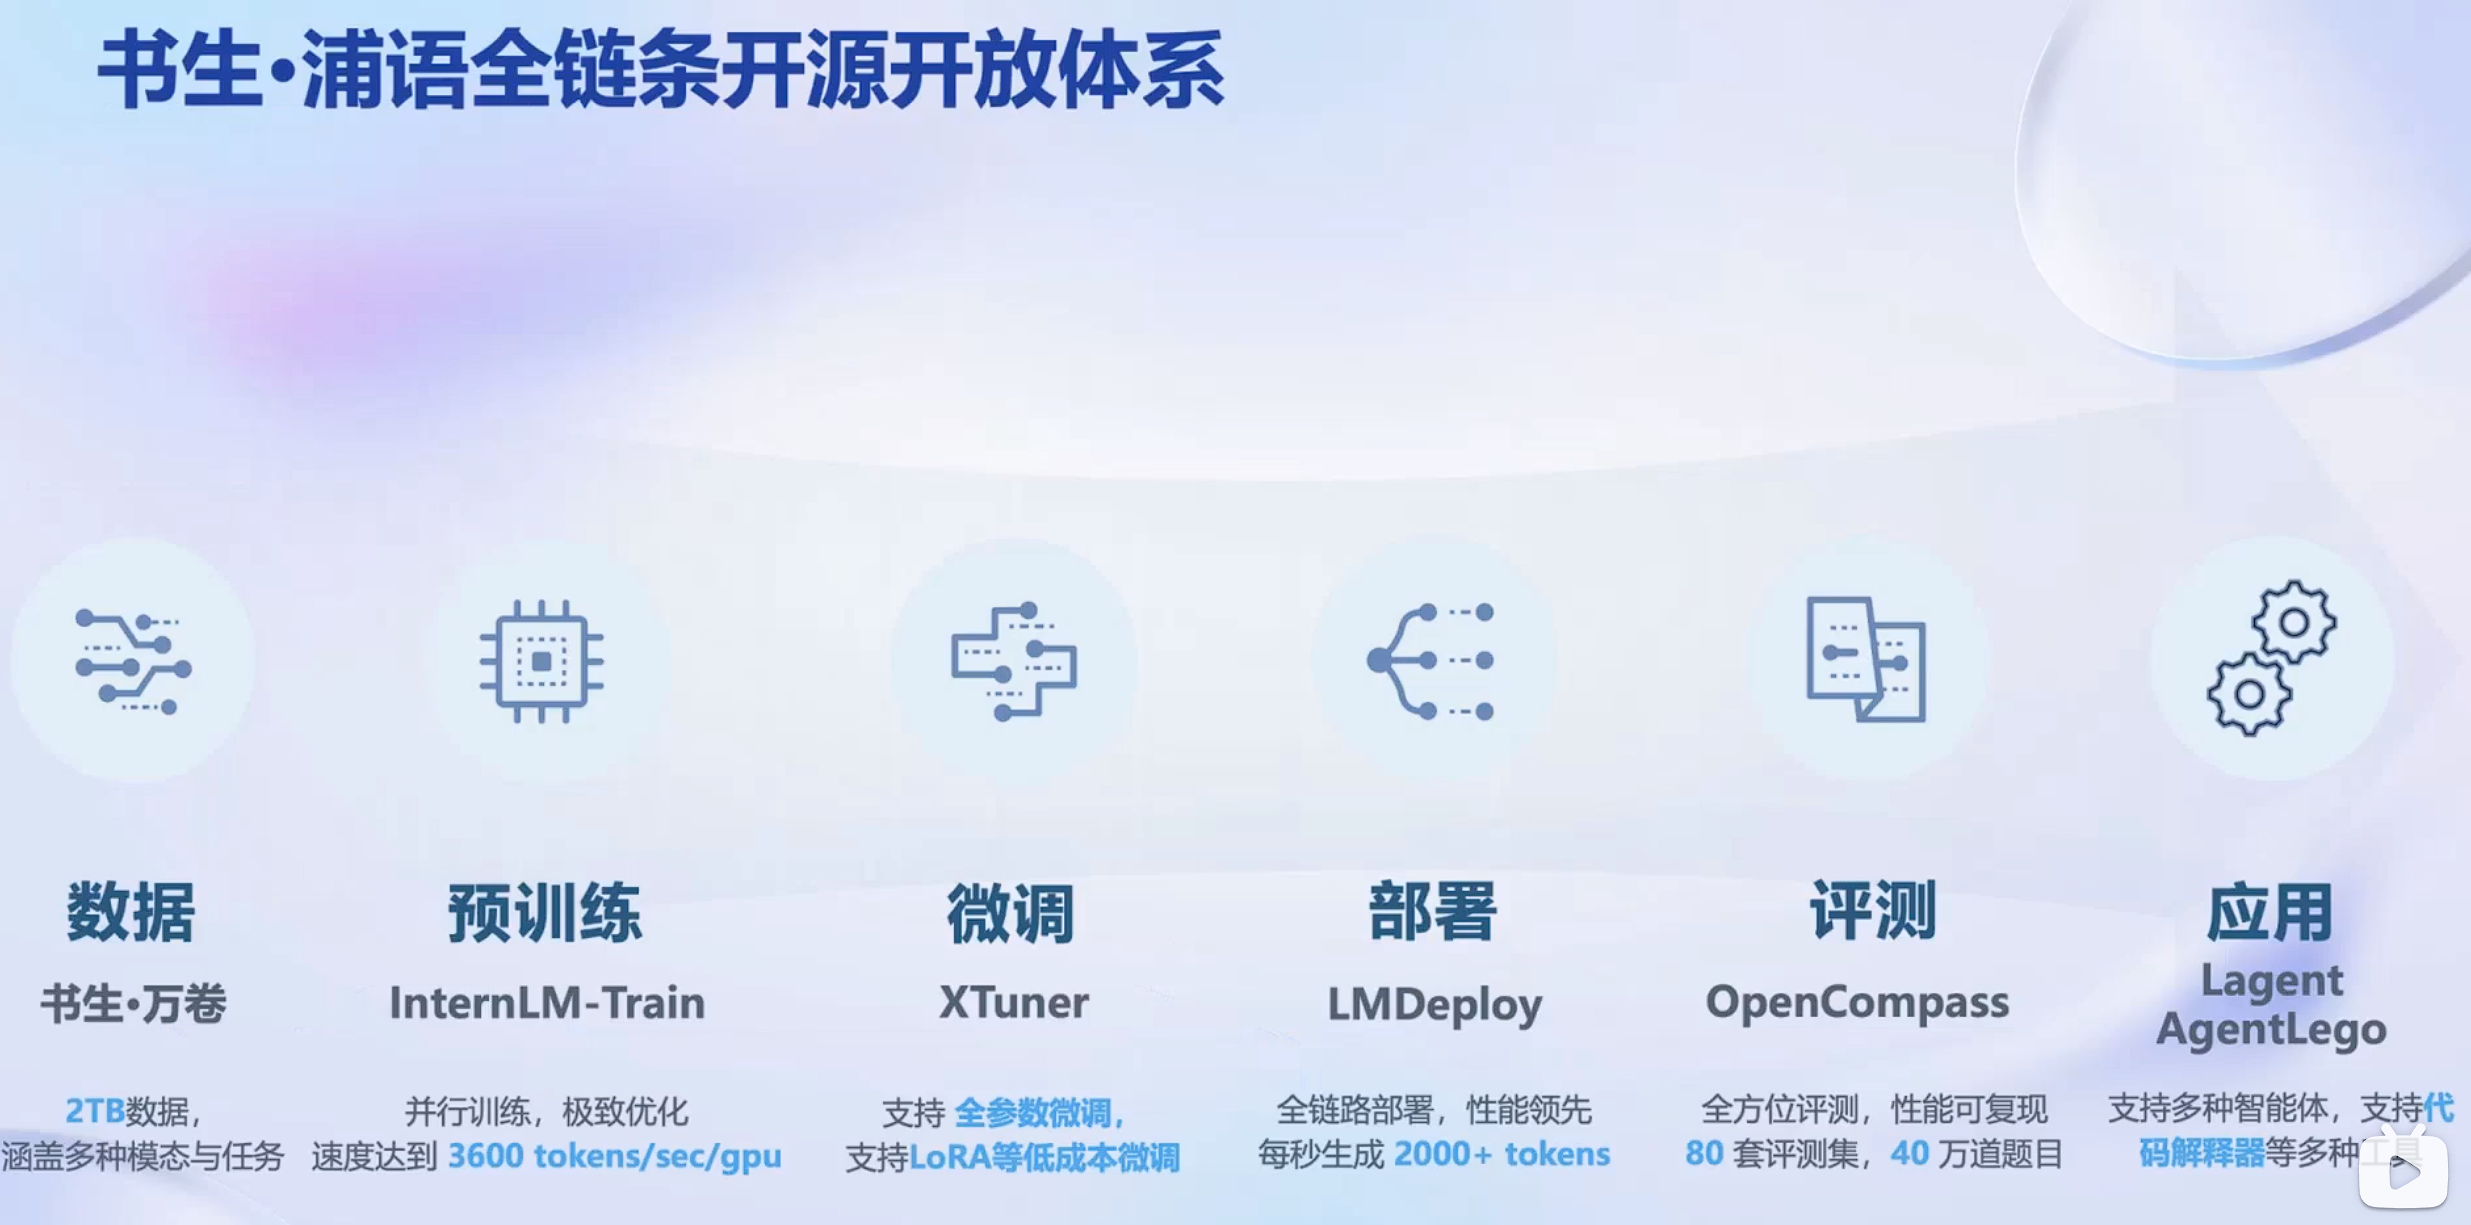 书生·浦语全链条开源开放体系
数据
书生·万卷
2TB数据，
涵盖多种模态与任务
预训练
InternLM-Train
并行训练，极致优化
速度达到 3600 tokens/sec/gpu
微调
XTuner
支持 全参数微调，
支持LoRA等低成本微调
部署
LMDeploy
全链路部署，性能领先
每秒生成 2000+ tokens
评测
OpenCompass
全方位评测，性能可复现
80 套评测集，40 万道题目
应用
Lagent
AgentLego
支持多种智能体，支持代
码解释器等多种工具